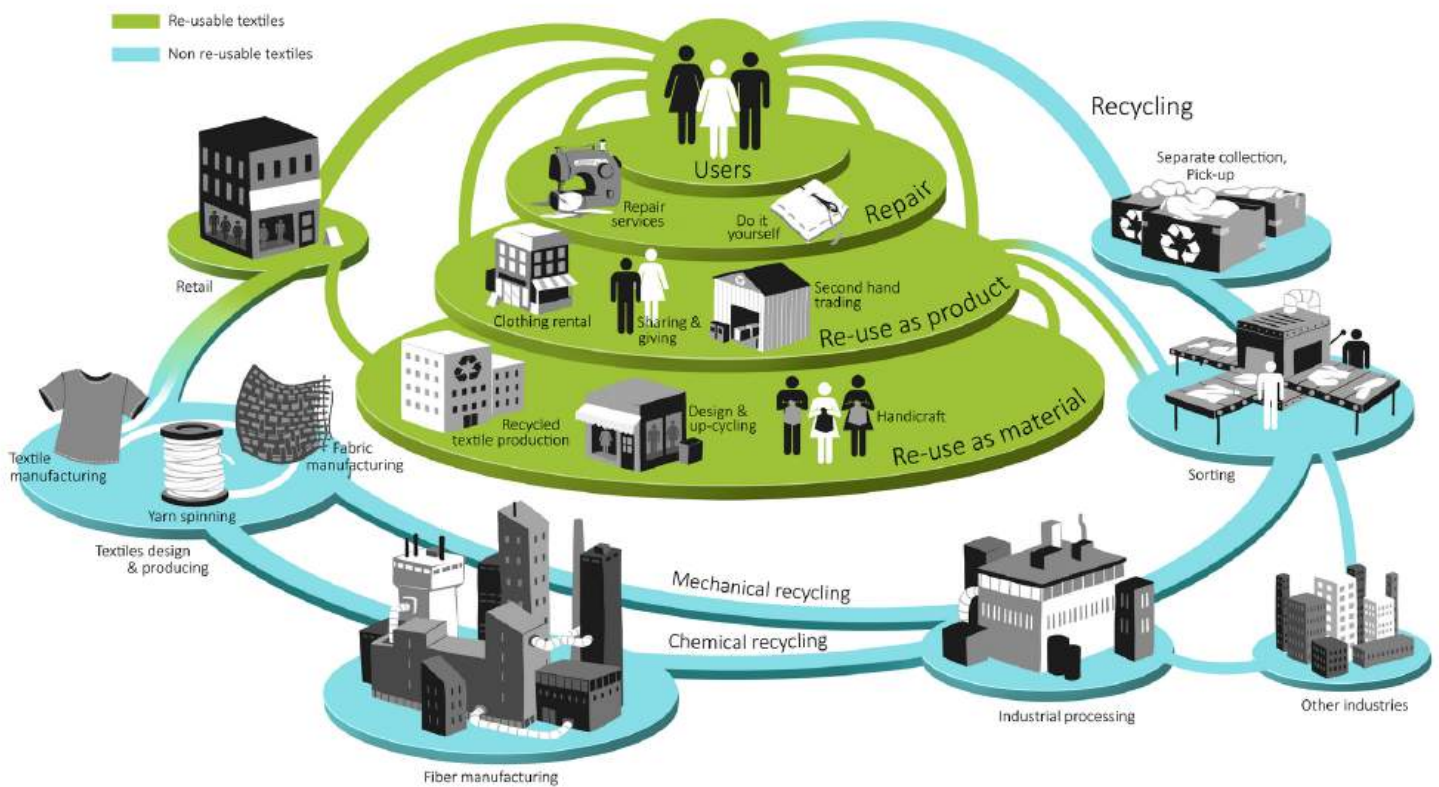 Re-usable textiles
Non re-usable textiles
Users
Repair
services
Do it
yourself
Repair
Clothing rental
Sharing &
giving
Second hand
trading
Re-use as product
Recycled
textile production
Design &
up-cycling
Handicraft
Re-use as material
Retail
Recycling
Separate collection,
Pick-up
Sorting
Textile
manufacturing
Yarn spinning
+ Fabric
manufacturing
Textiles design
& producing
Mechanical recycling
Chemical recycling
Fiber manufacturing
Industrial processing
Other industries